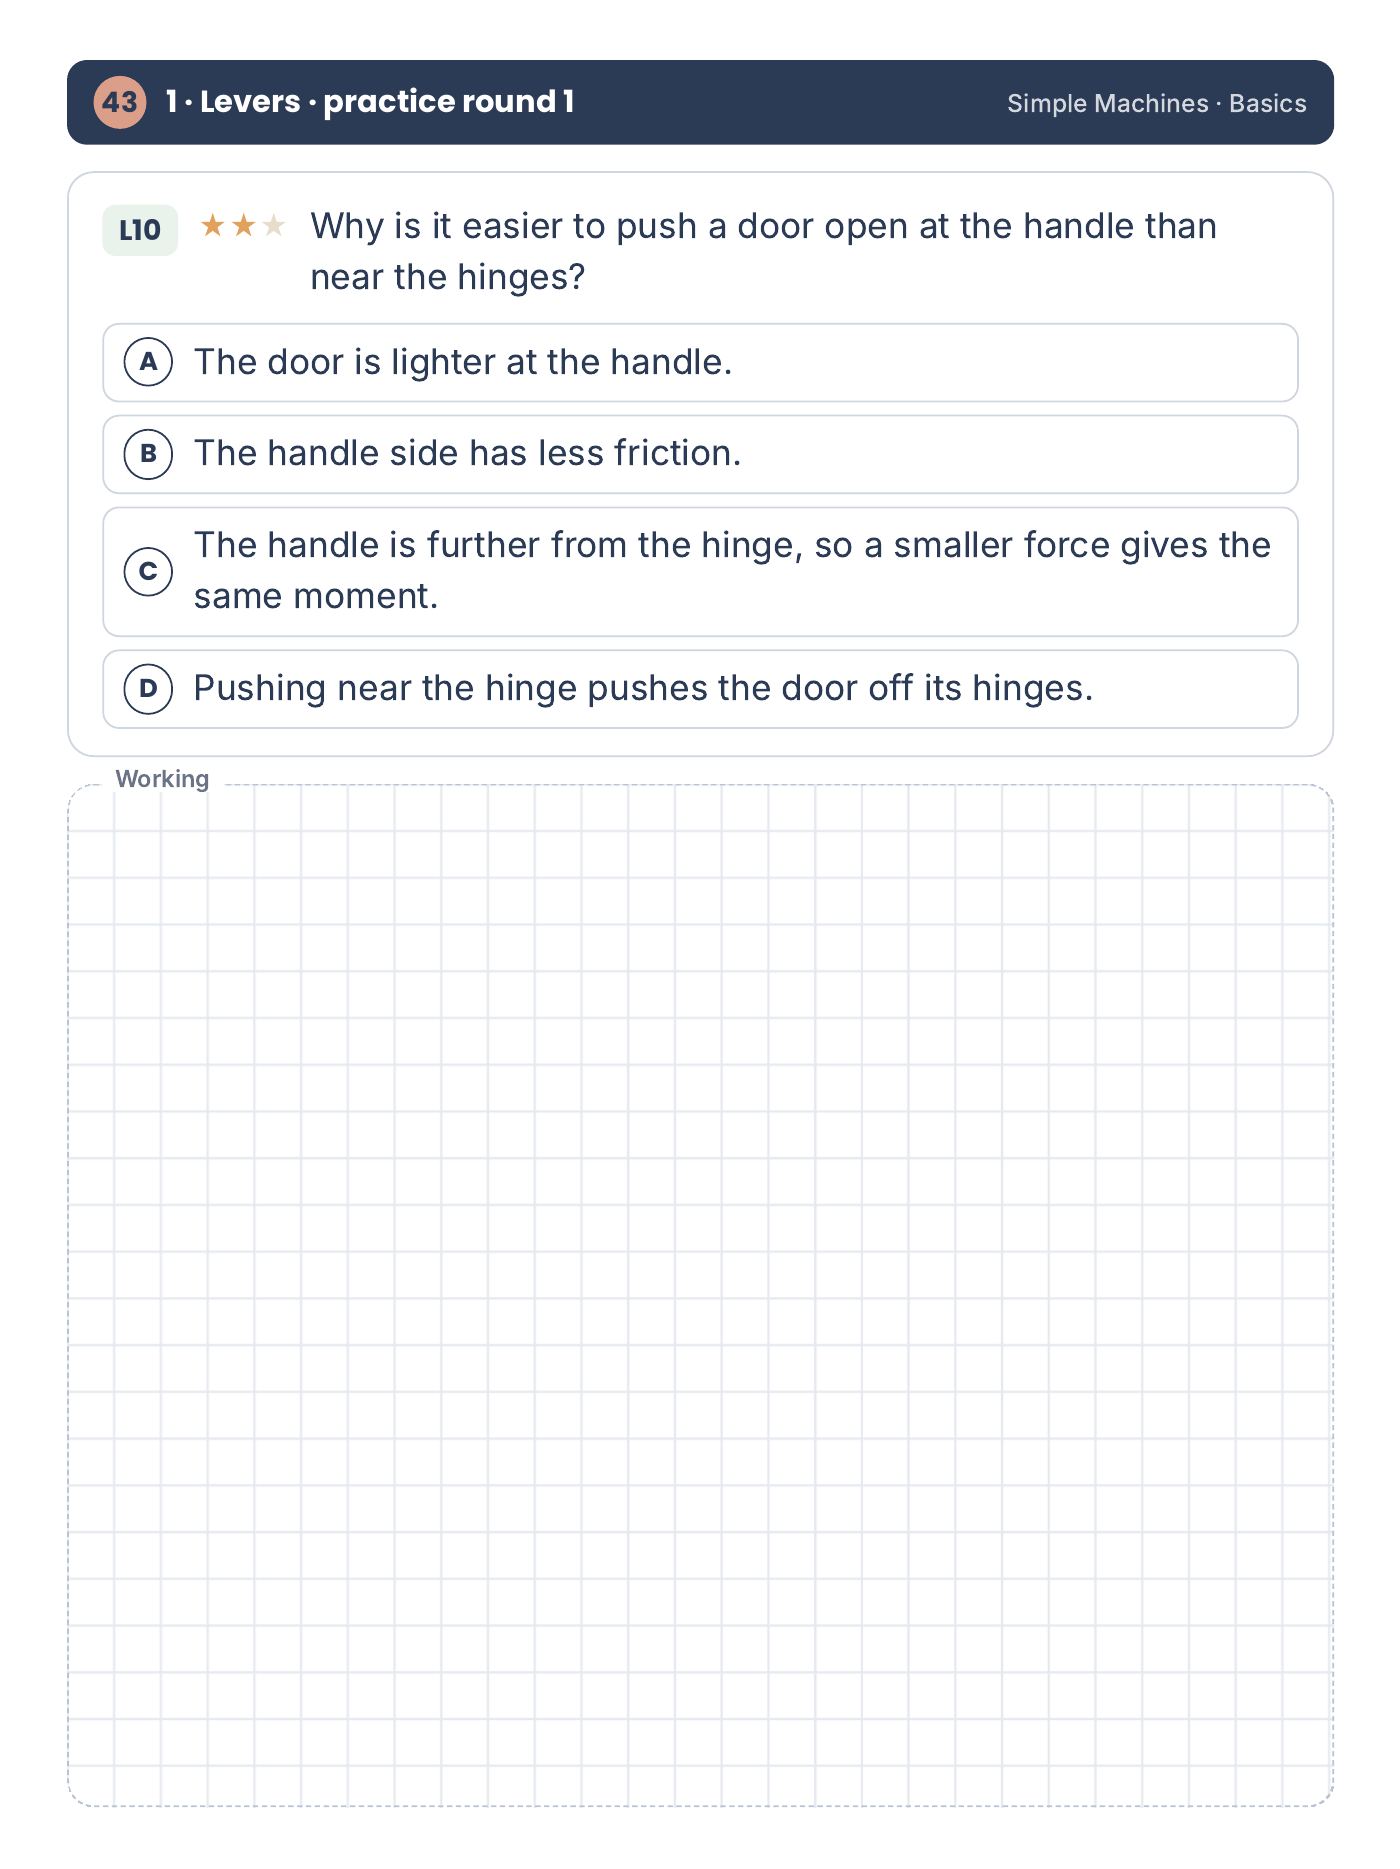 43 1 · Levers · practice round 1 Simple Machines · Basics
L10 ★★★ Why is it easier to push a door open at the handle than
near the hinges?
A The door is lighter at the handle.
B The handle side has less friction.
C The handle is further from the hinge, so a smaller force gives the
same moment.
D Pushing near the hinge pushes the door off its hinges.
Working